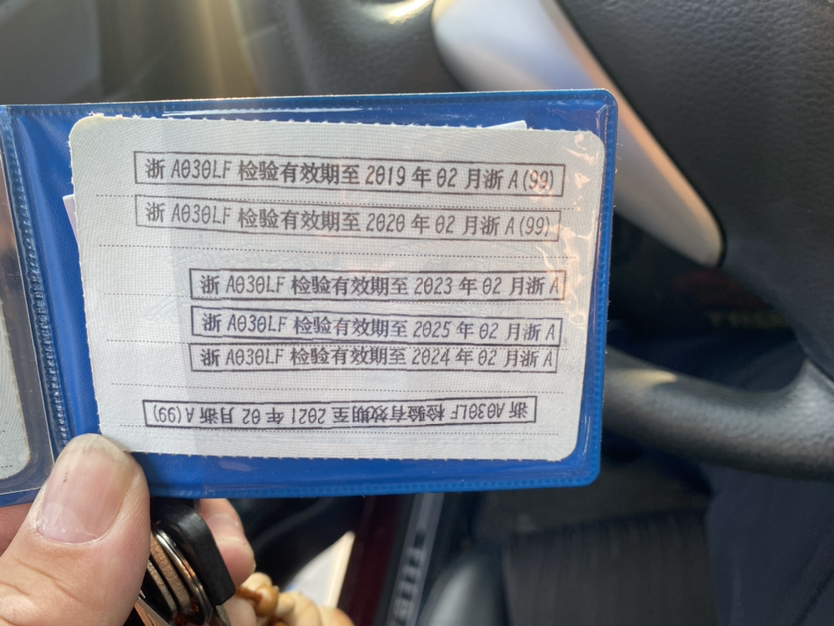 浙 A030LF 检验有效期至 2019 年 02 月浙 A (99)
浙 A030LF 检验有效期至 2020 年 02 月浙 A (99)
浙 A030LF 检验有效期至 2023 年 02 月浙 A
浙 A030LF 检验有效期至 2025 年 02 月浙 A
浙 A030LF 检验有效期至 2024 年 02 月浙 A
浙 A030LF 检验有效期至 2021 年 02 月浙 A (99)